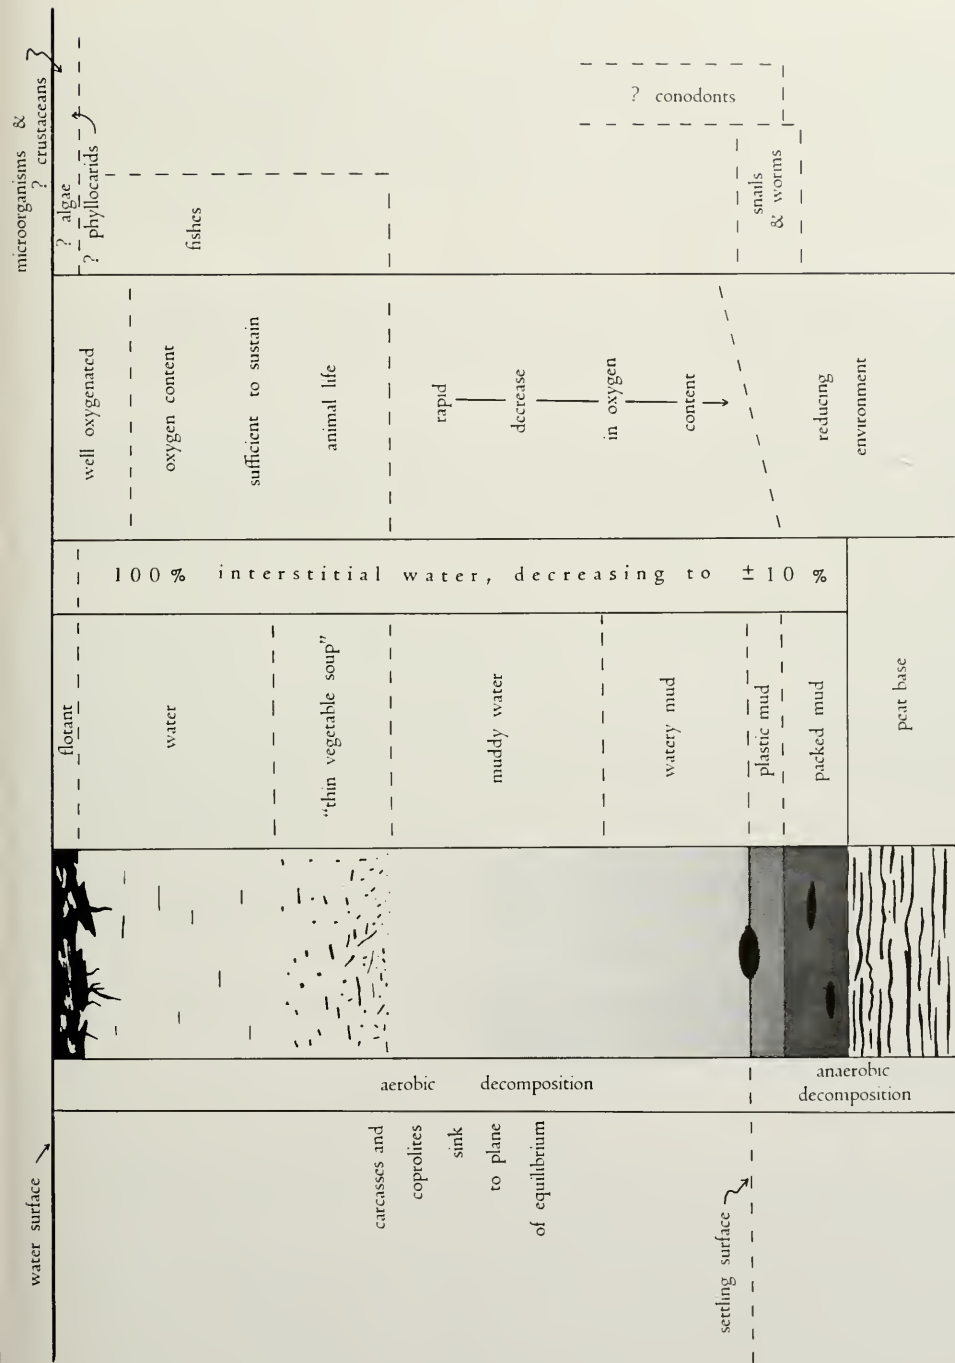 water surface
carcasses and
coprolites
sink
to plane
of equilibrium
settling surface
aerobic decomposition
anaerobic
decomposition
flotant
water
"thin vegetable soup"
muddy water
watery mud
plastic mud
packed mud
peat base
100% interstitial water, decreasing to ±10 %
well oxygenated
oxygen content
sufficient to sustain
animal life
rapid
decrease
in oxygen
content
reducing
environment
microorganisms &
? crustaceans
? algae
? phyllocarids
fishes
snails
& worms
? conodonts